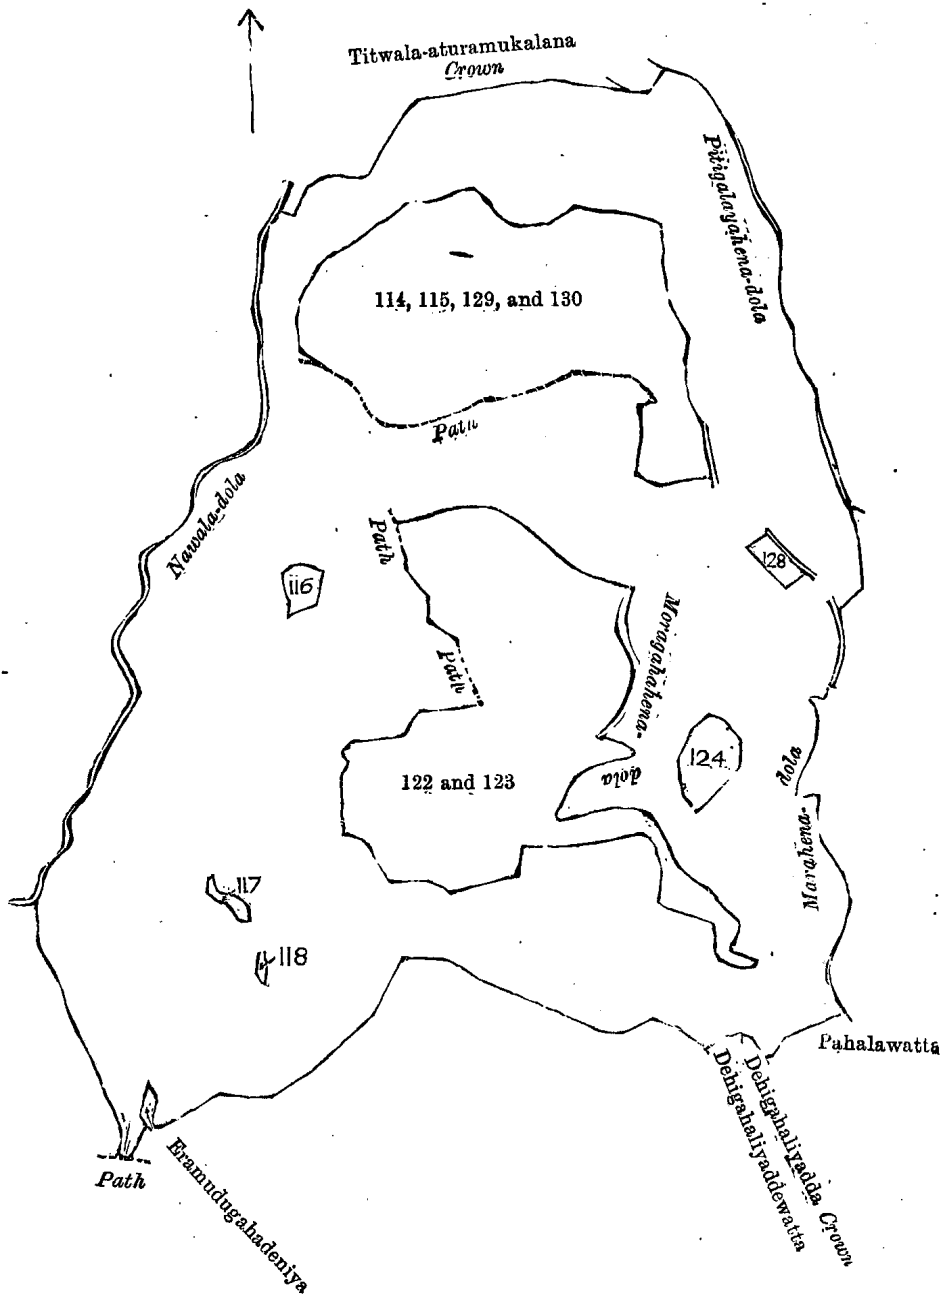 Titwala-aturamukalana
Crown
Pitigalayahena-dola
114, 115, 129, and 130
Path
Nawala-dola
Path
128
116
Moragahahena-
dola
Path
124
122 and 123
dola
Marahena-
117
118
Pahalawatta
Dehigahaliyadda Crown
Dehigahaliyaddewatta
Path
Eramudugahadeniya